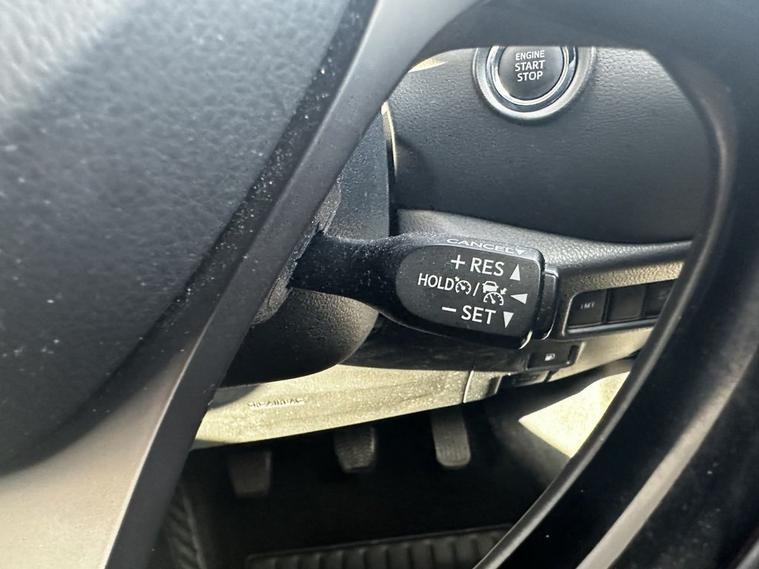 ENGINE
START
STOP
CANCEL
+ RES ▲
HOLD / ◀
− SET ▼